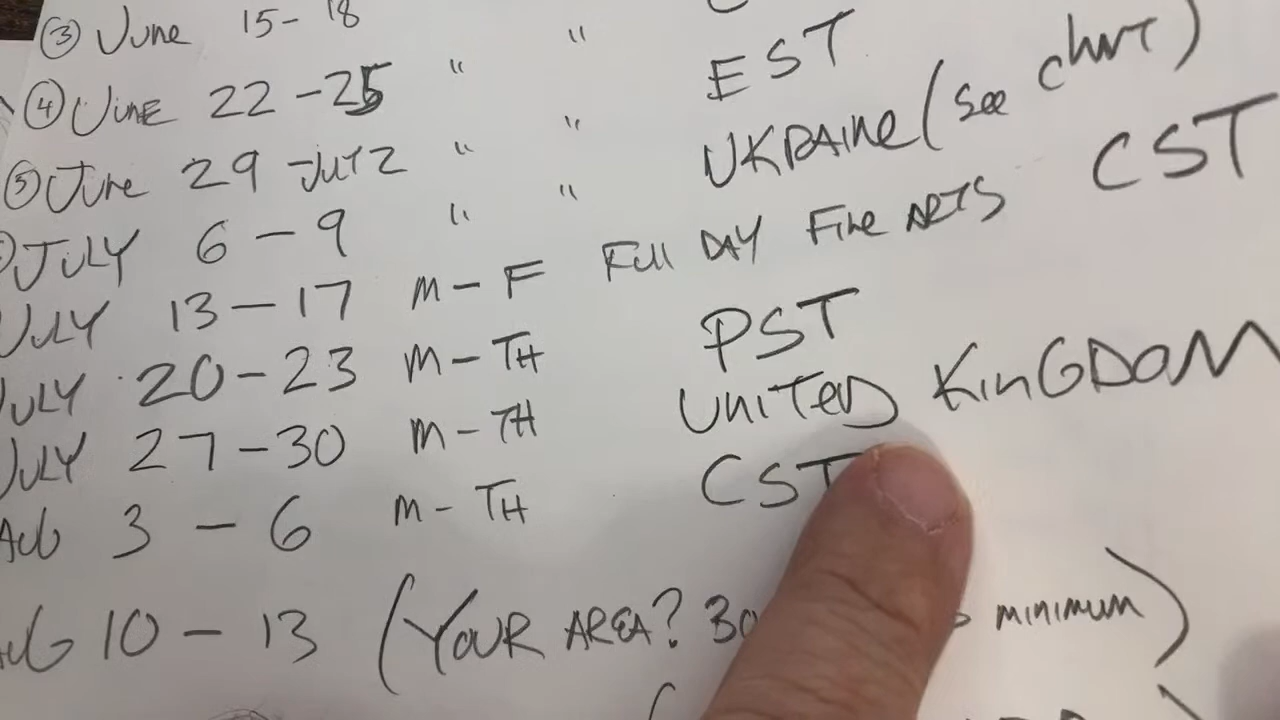 ③ June 15-18
④ June 22-25 " "
⑤ June 29-July 2 " " EST
July 6-9 " " Ukraine (see chart)
July 13-17 m-F Full Day Fine Arts CST
July 20-23 m-TH PST
July 27-30 m-TH United Kingdom
Aug 3-6 m-TH CST
Aug 10-13 (Your Area? 30 minimum)